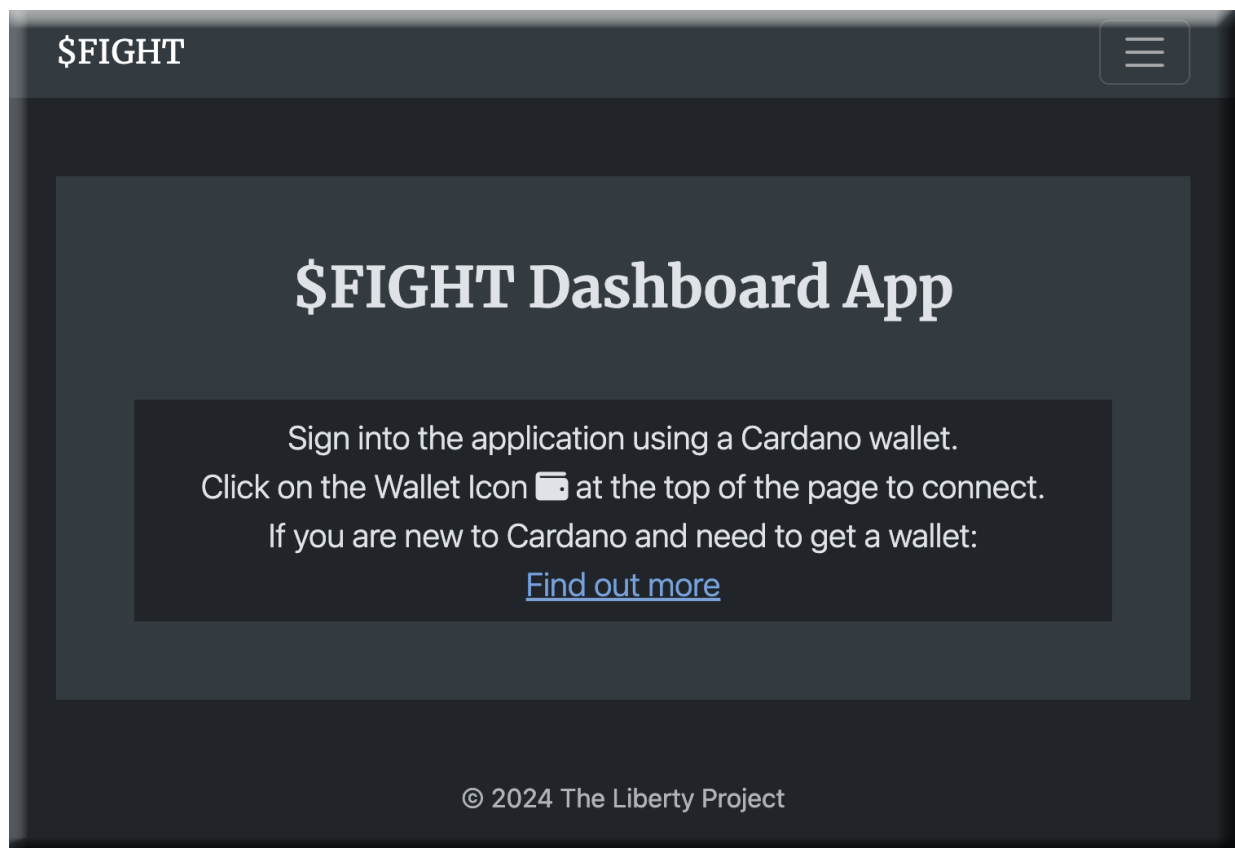 $FIGHT
$FIGHT Dashboard App
Sign into the application using a Cardano wallet.
Click on the Wallet Icon at the top of the page to connect.
If you are new to Cardano and need to get a wallet:
Find out more
© 2024 The Liberty Project